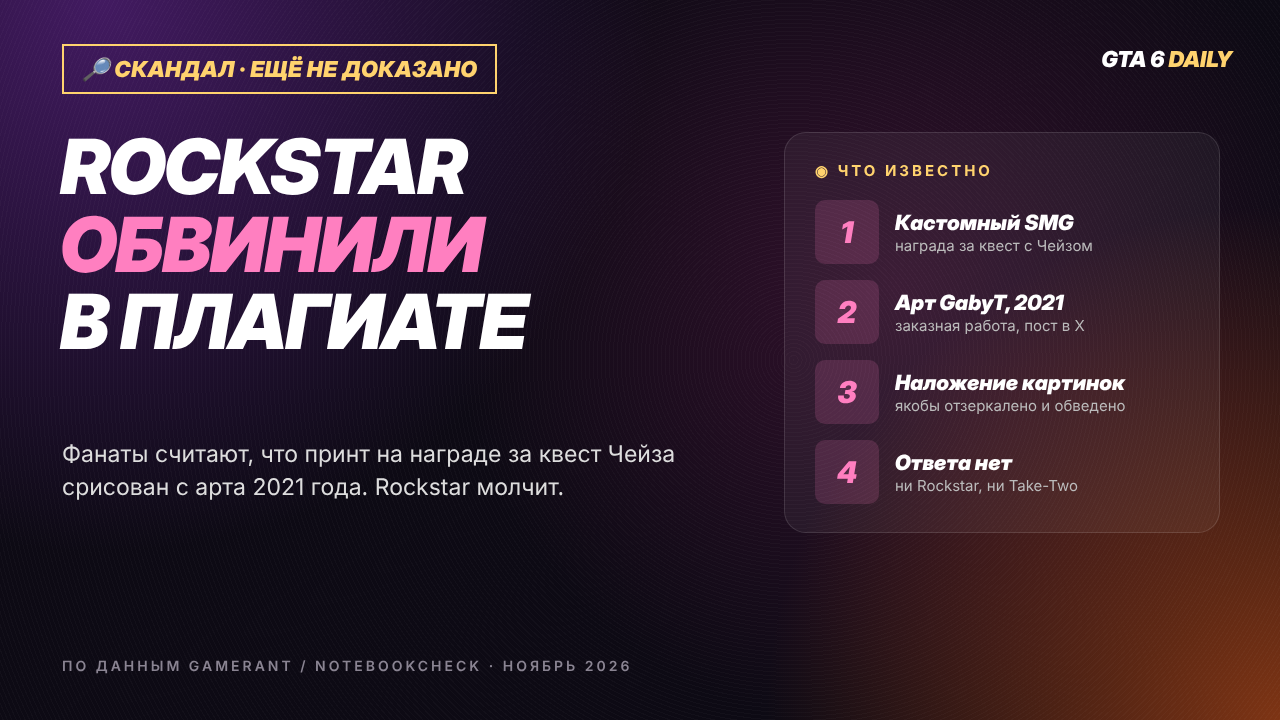 🔎 СКАНДАЛ · ЕЩЁ НЕ ДОКАЗАНО
GTA 6 DAILY
ROCKSTAR
ОБВИНИЛИ
В ПЛАГИАТЕ
Фанаты считают, что принт на награде за квест Чейза
срисован с арта 2021 года. Rockstar молчит.
◉ ЧТО ИЗВЕСТНО
1
Кастомный SMG
награда за квест с Чейзом
2
Арт GabyT, 2021
заказная работа, пост в X
3
Наложение картинок
якобы отзеркалено и обведено
4
Ответа нет
ни Rockstar, ни Take-Two
ПО ДАННЫМ GAMERANT / NOTEBOOKCHECK · НОЯБРЬ 2026